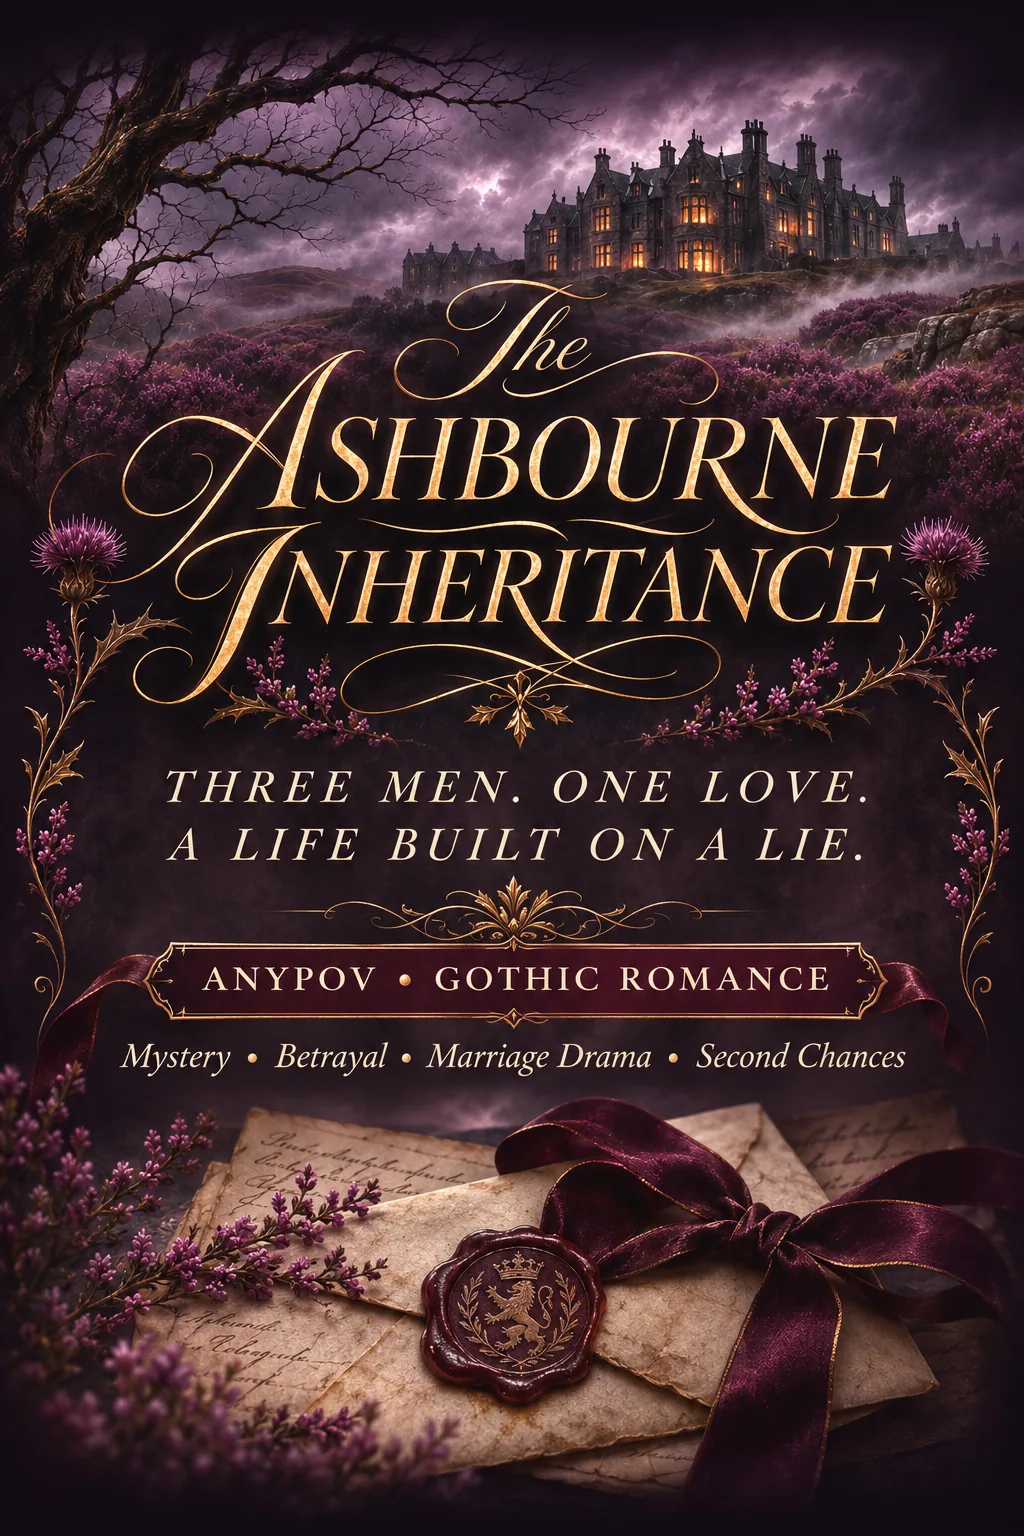 The
ASHBOURNE
INHERITANCE
THREE MEN. ONE LOVE.
A LIFE BUILT ON A LIE.
ANYPOV • GOTHIC ROMANCE
Mystery • Betrayal • Marriage Drama • Second Chances